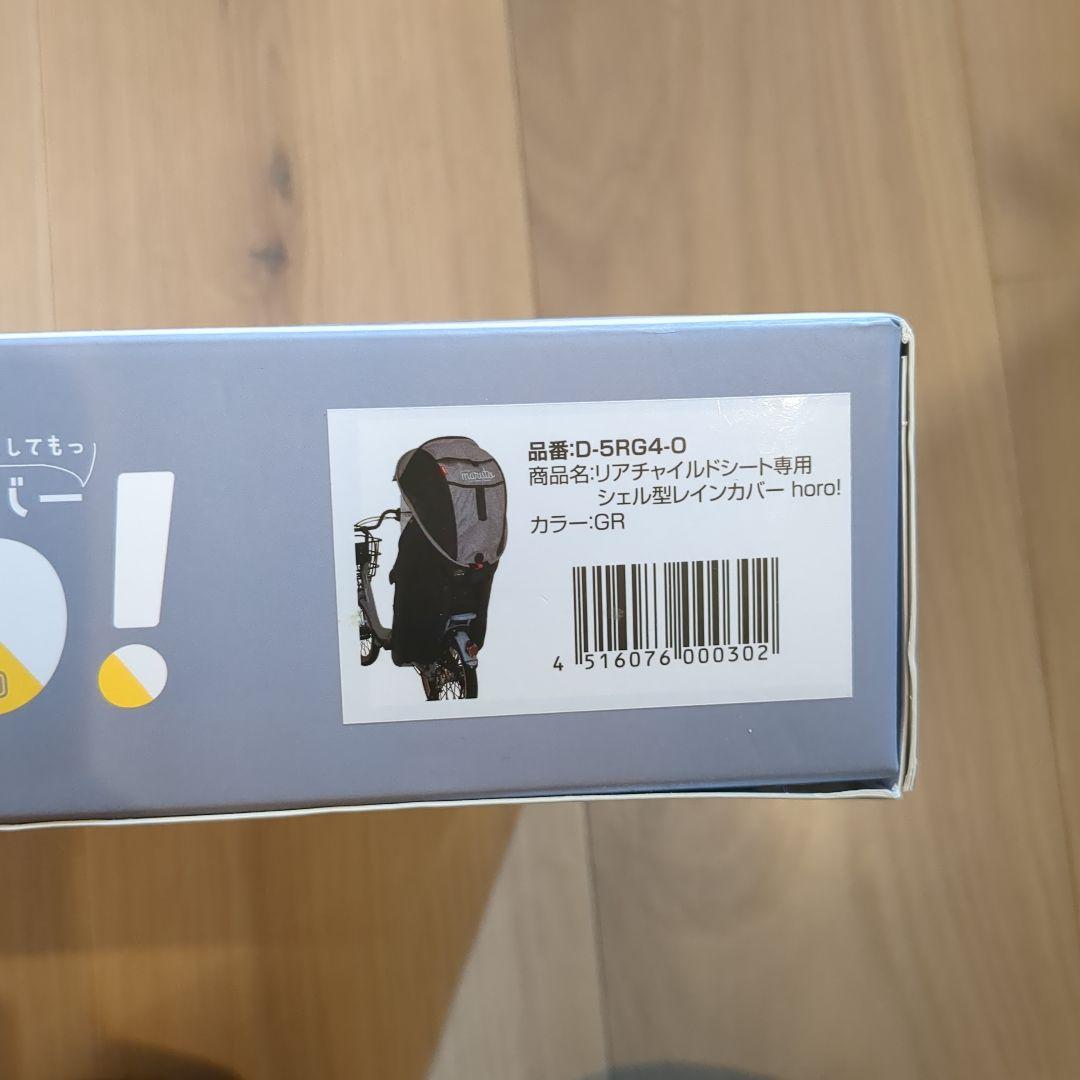 してもっ
バー
!
maruto
品番:D-5RG4-O
商品名:リアチャイルドシート専用
シェル型レインカバー horo!
カラー:GR
4 516076 000302